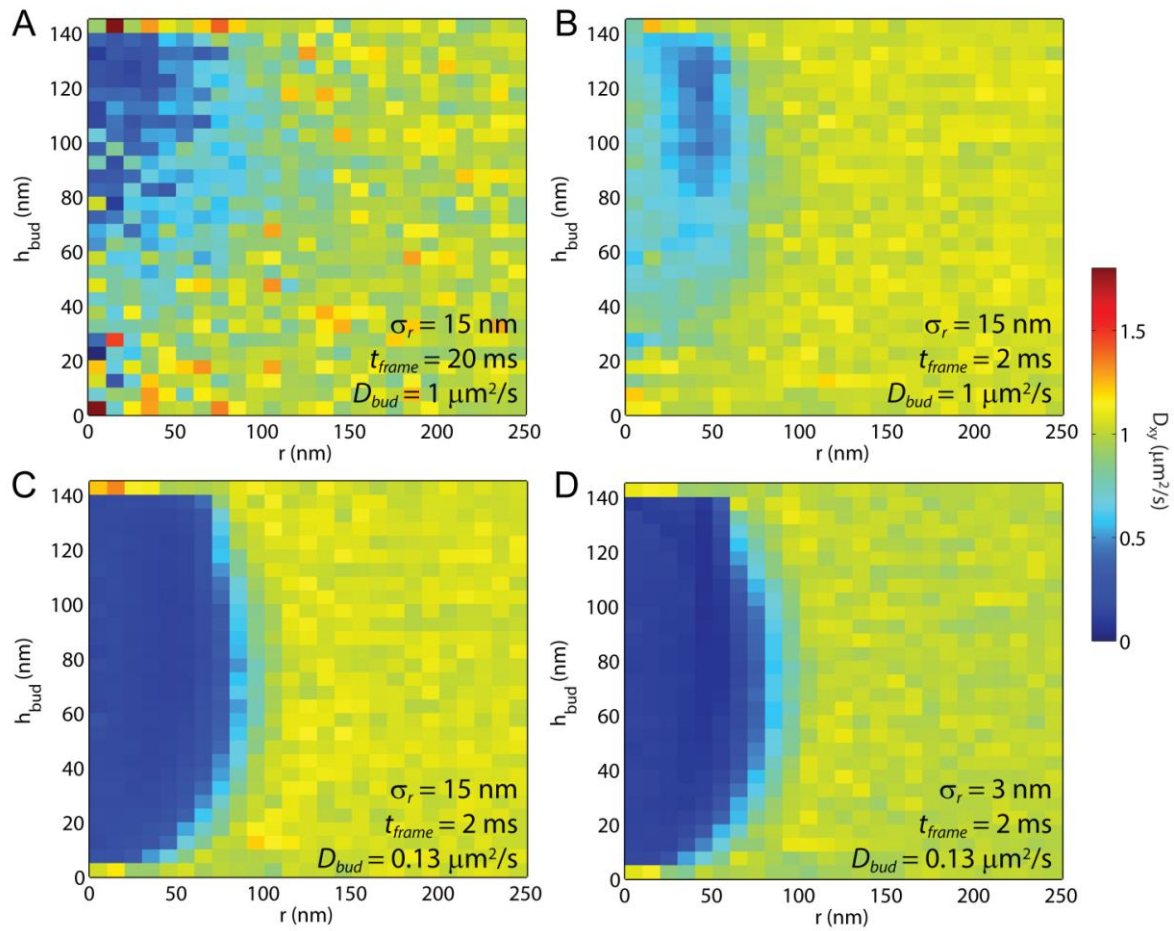 A
140
120
100
80
60
40
20
0
h_bud (nm)
0 50 100 150 200 250
r (nm)
σ_r = 15 nm
t_frame = 20 ms
D_bud = 1 μm²/s
B
140
120
100
80
60
40
20
0
h_bud (nm)
0 50 100 150 200 250
r (nm)
σ_r = 15 nm
t_frame = 2 ms
D_bud = 1 μm²/s
1.5
1
0.5
0
D_xy (μm²/s)
C
140
120
100
80
60
40
20
0
h_bud (nm)
0 50 100 150 200 250
r (nm)
σ_r = 15 nm
t_frame = 2 ms
D_bud = 0.13 μm²/s
D
140
120
100
80
60
40
20
0
h_bud (nm)
0 50 100 150 200 250
r (nm)
σ_r = 3 nm
t_frame = 2 ms
D_bud = 0.13 μm²/s